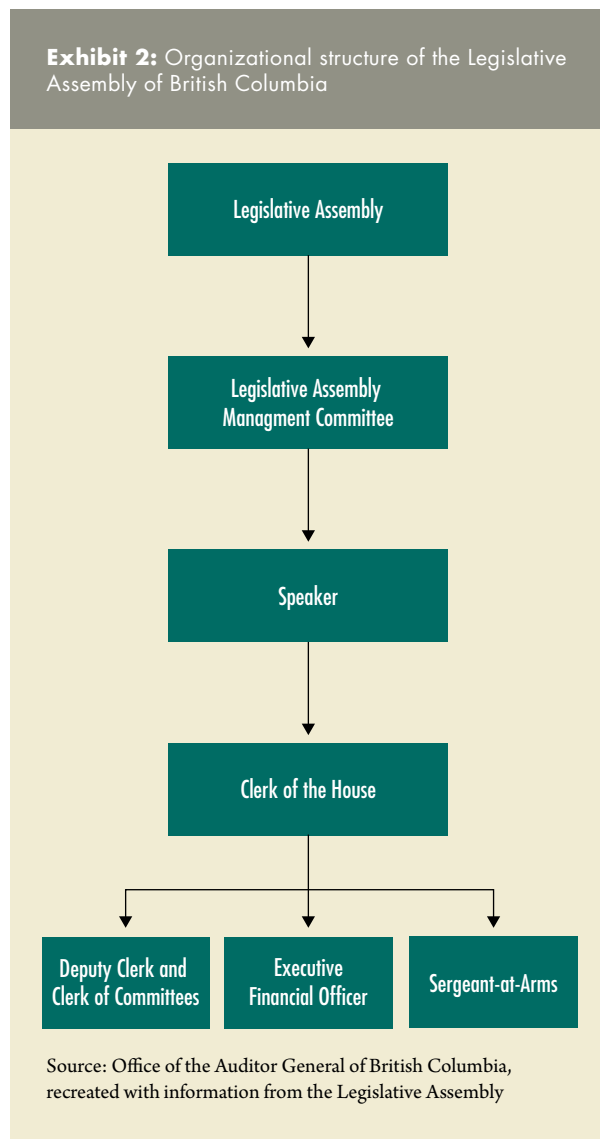 Exhibit 2: Organizational structure of the Legislative
Assembly of British Columbia
Legislative Assembly
Legislative Assembly
Managment Committee
Speaker
Clerk of the House
Deputy Clerk and
Clerk of Committees
Executive
Financial Officer
Sergeant-at-Arms
Source: Office of the Auditor General of British Columbia,
recreated with information from the Legislative Assembly